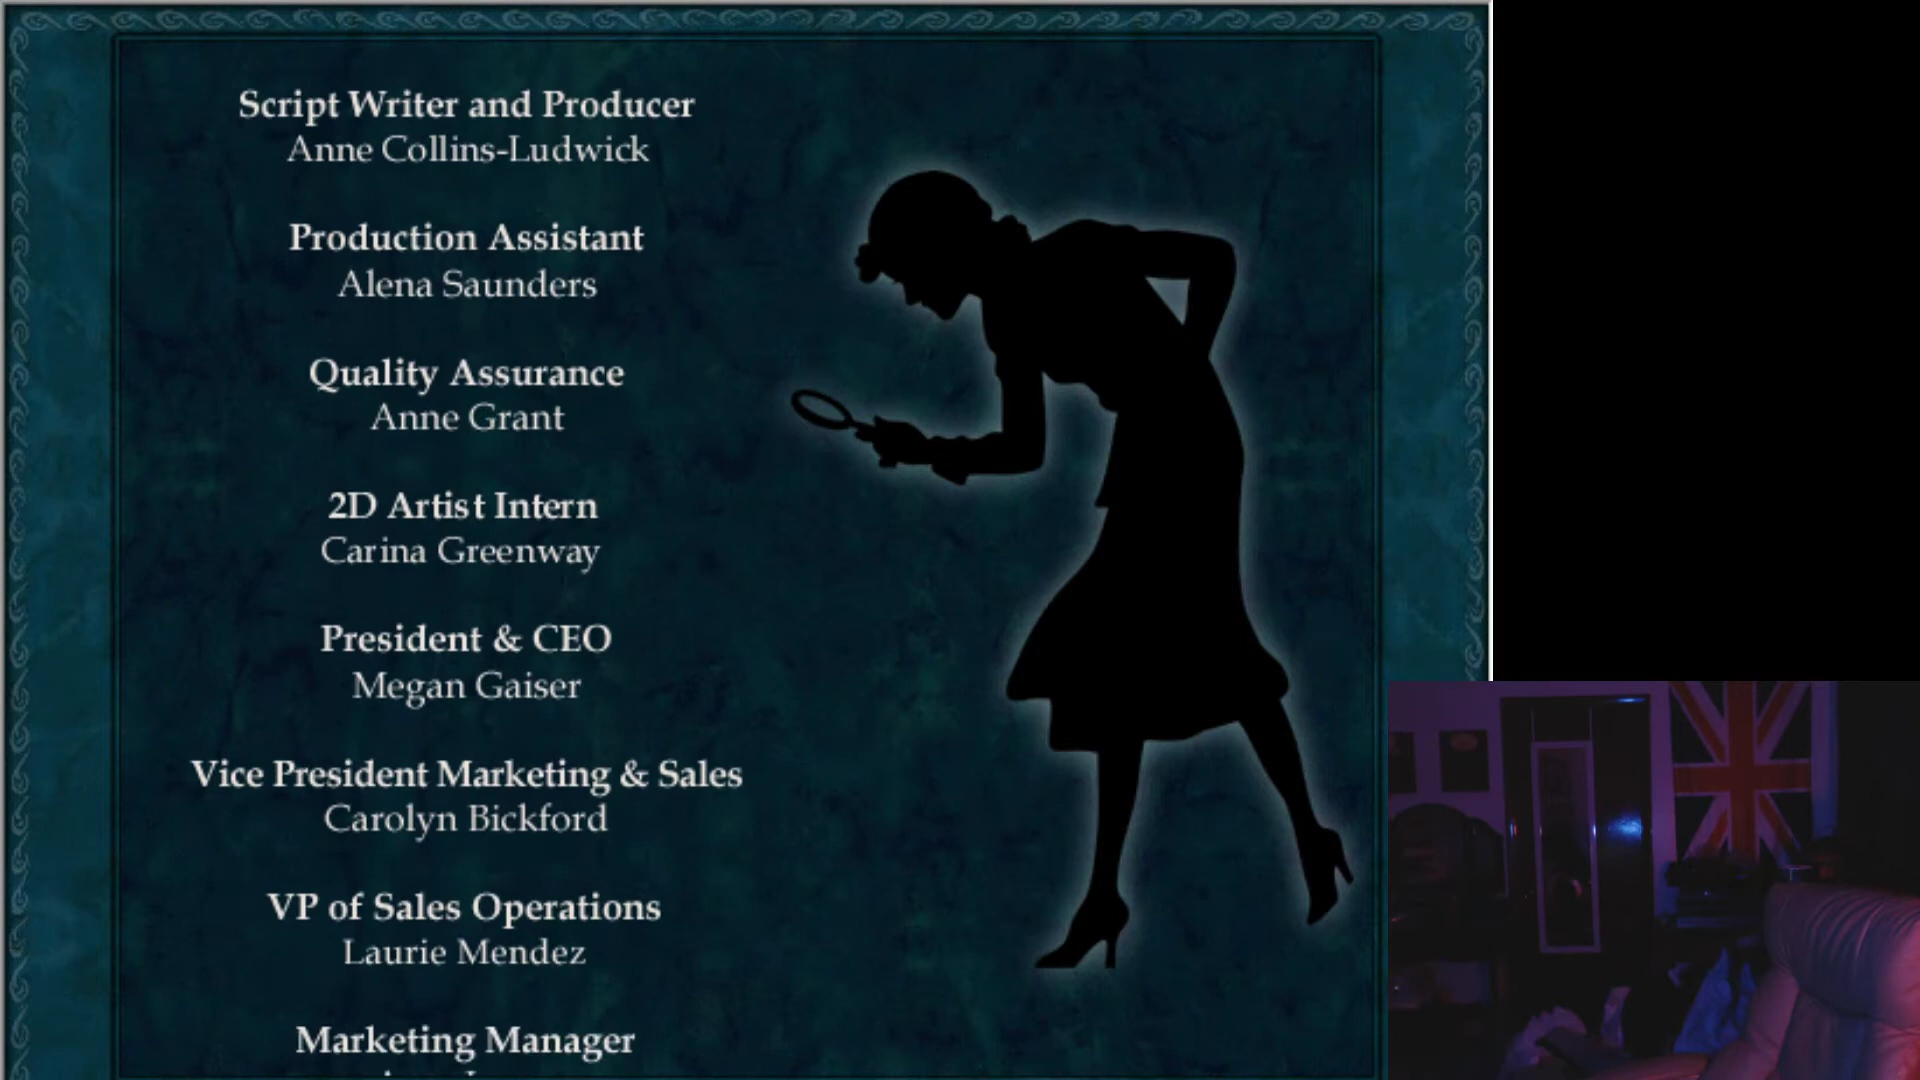 Script Writer and Producer
Anne Collins-Ludwick
Production Assistant
Alena Saunders
Quality Assurance
Anne Grant
2D Artist Intern
Carina Greenway
President & CEO
Megan Gaiser
Vice President Marketing & Sales
Carolyn Bickford
VP of Sales Operations
Laurie Mendez
Marketing Manager